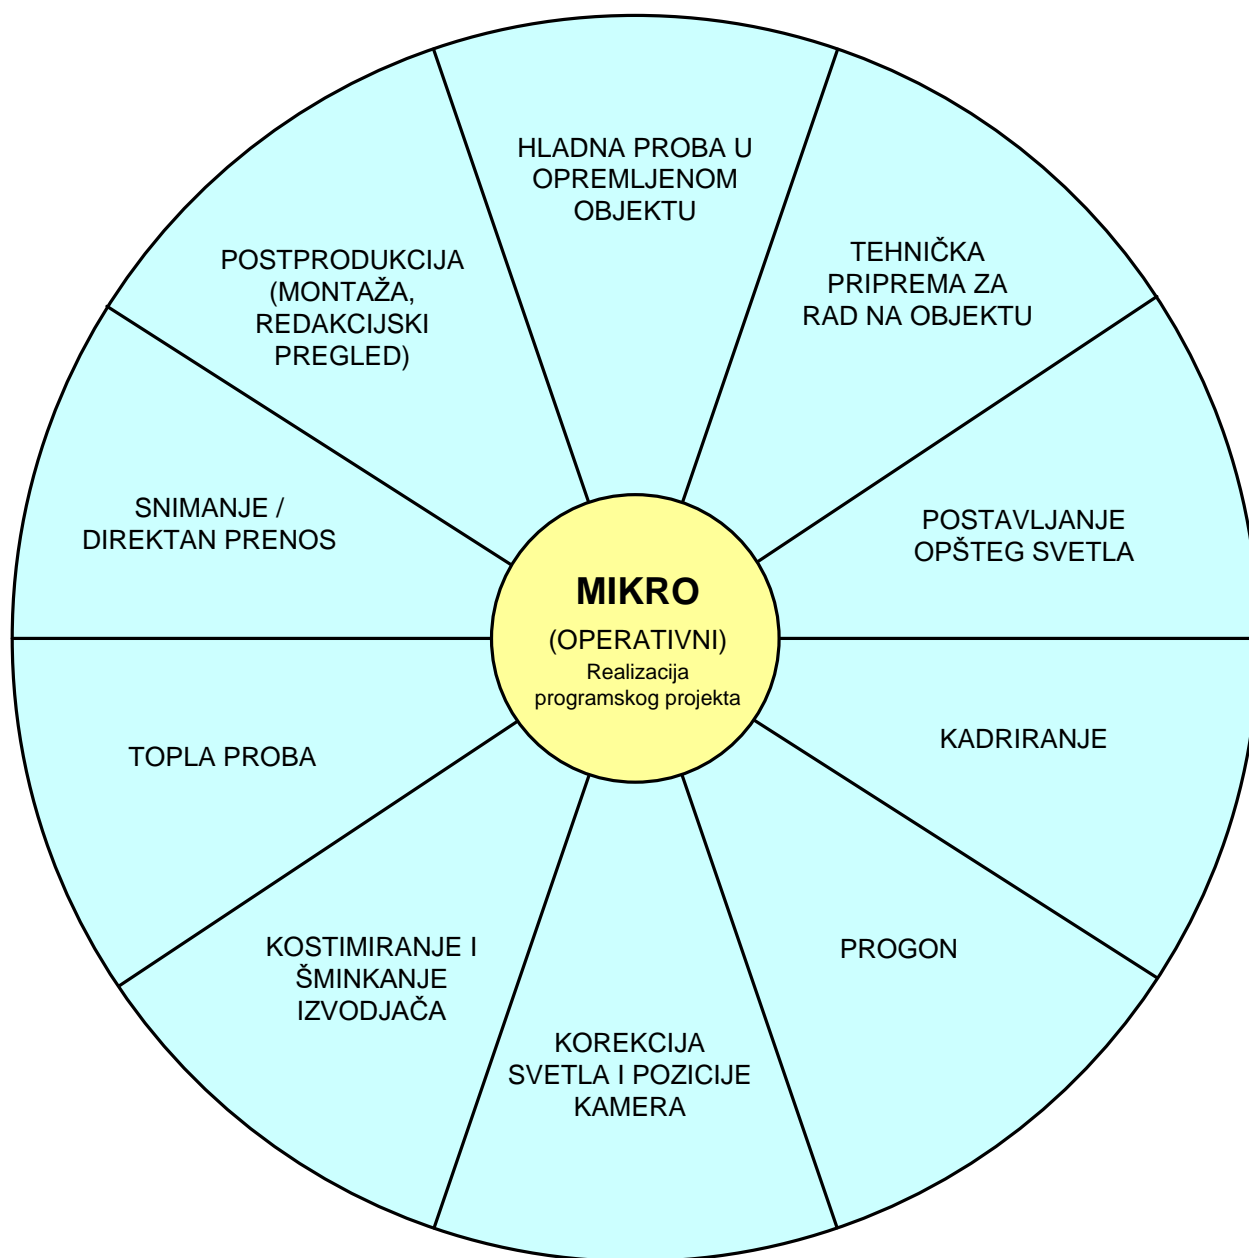 HLADNA PROBA U
OPREMLJENOM
OBJEKTU
TEHNIČKA
PRIPREMA ZA
RAD NA OBJEKTU
POSTAVLJANJE
OPŠTEG SVETLA
KADRIRANJE
PROGON
KOREKCIJA
SVETLA I POZICIJE
KAMERA
KOSTIMIRANJE I
ŠMINKANJE
IZVODJAČA
TOPLA PROBA
SNIMANJE /
DIREKTAN PRENOS
POSTPRODUKCIJA
(MONTAŽA,
REDAKCIJSKI
PREGLED)
MIKRO
(OPERATIVNI)
Realizacija
programskog projekta